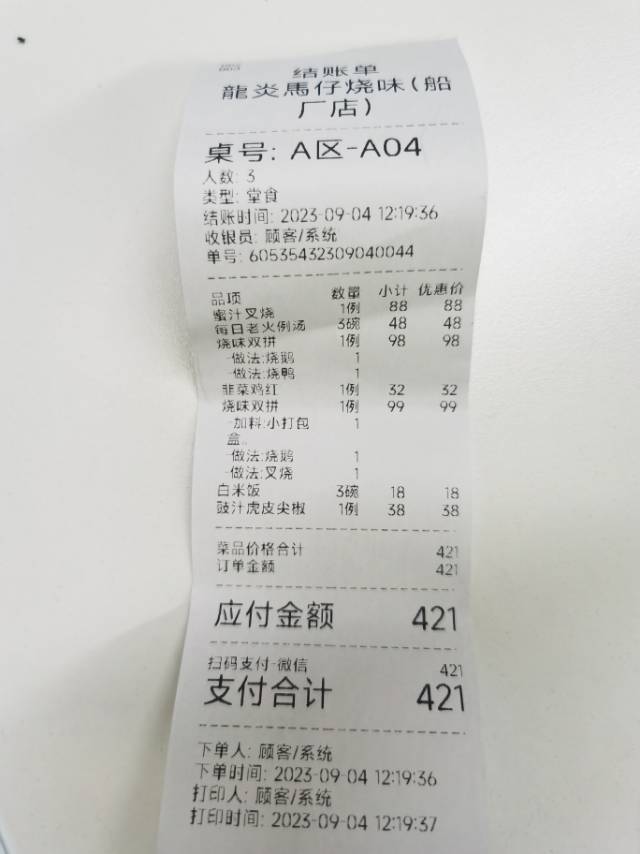 结账单
龍炎馬仔烧味(船
厂店)
桌号: A区-A04
人数: 3
类型: 堂食
结账时间: 2023-09-04 12:19:36
收银员: 顾客/系统
单号: 60535432309040044
品项 数量 小计 优惠价
蜜汁叉烧 1例 88 88
每日老火例汤 3碗 48 48
烧味双拼 1例 98 98
-做法:烧鹅 1
-做法:烧鸭 1
韭菜鸡红 1例 32 32
烧味双拼 1例 99 99
-加料:小打包 1
盒..
-做法:烧鹅 1
-做法:叉烧 1
白米饭 3碗 18 18
豉汁虎皮尖椒 1例 38 38
菜品价格合计 421
订单金额 421
应付金额 421
扫码支付-微信 421
支付合计 421
下单人: 顾客/系统
下单时间: 2023-09-04 12:19:36
打印人: 顾客/系统
打印时间: 2023-09-04 12:19:37